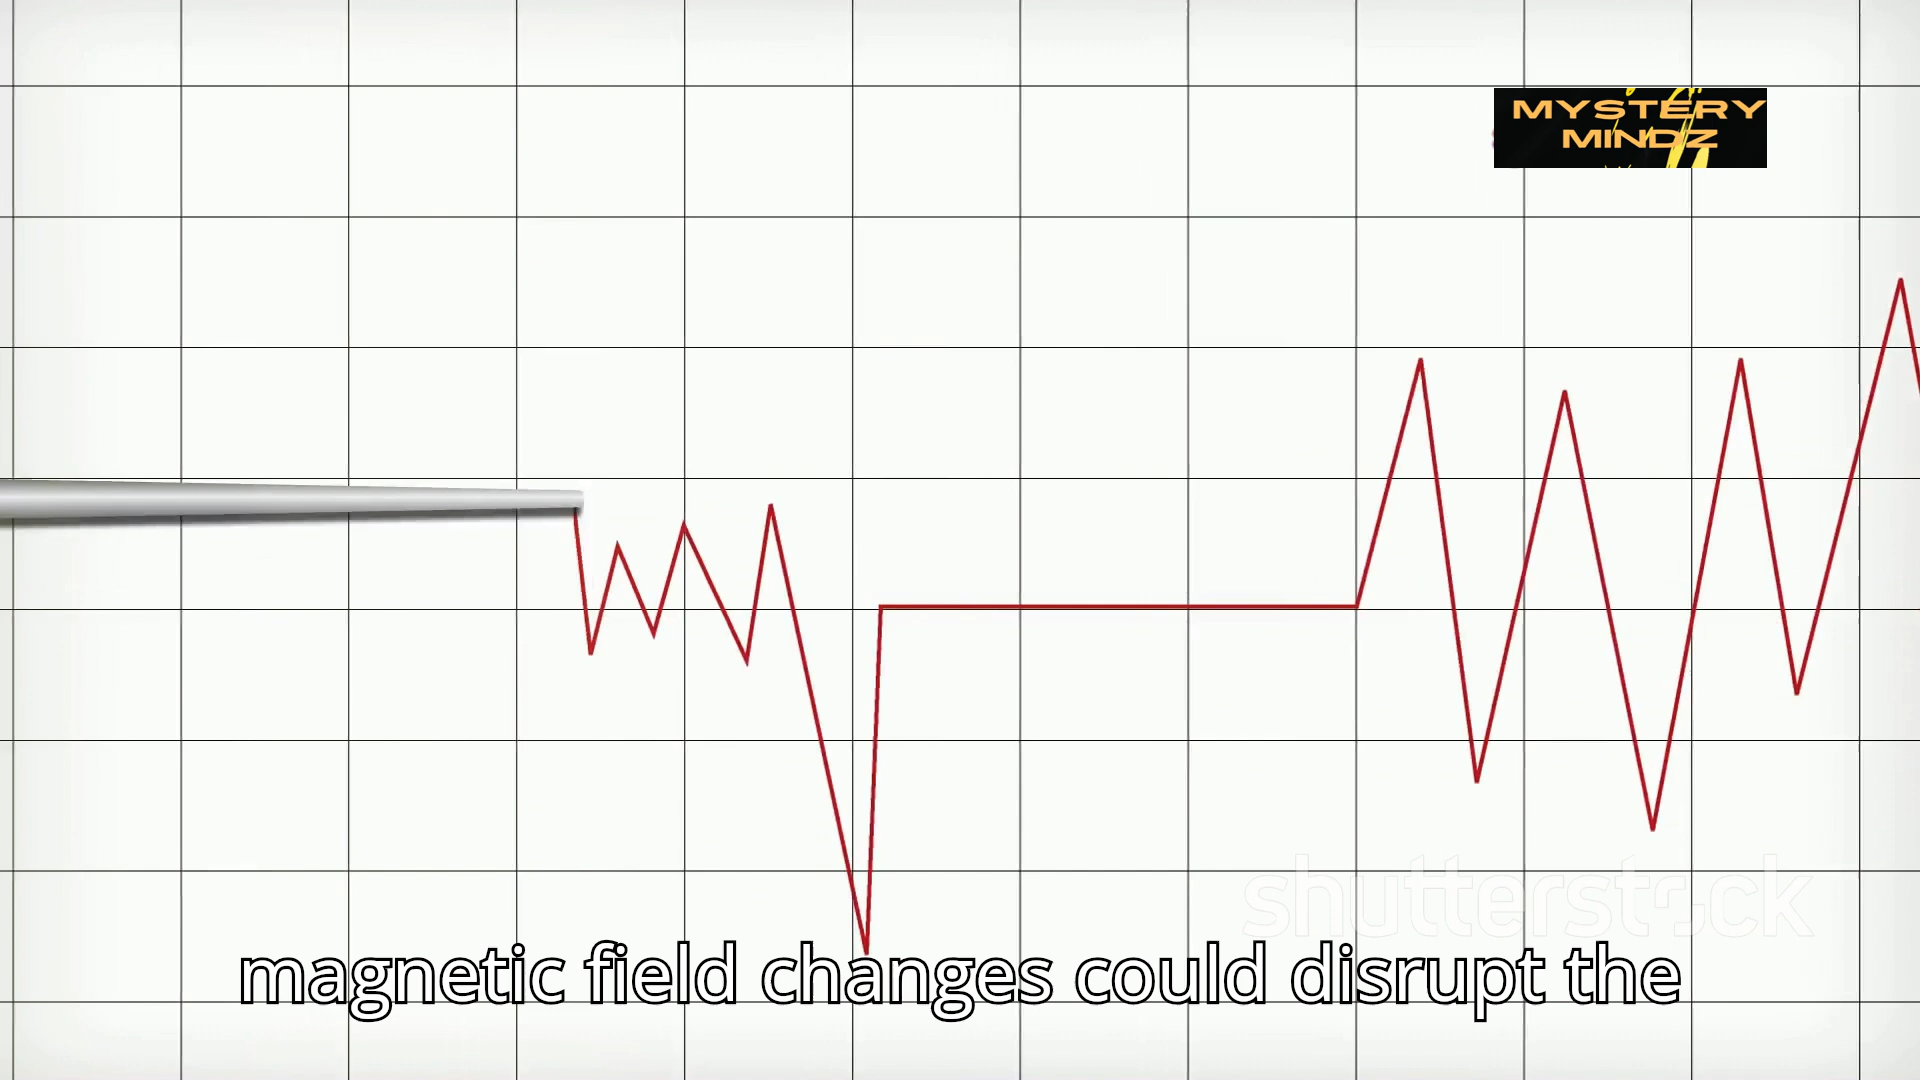 MYSTERY
MINDZ
shutterstock
magnetic field changes could disrupt the